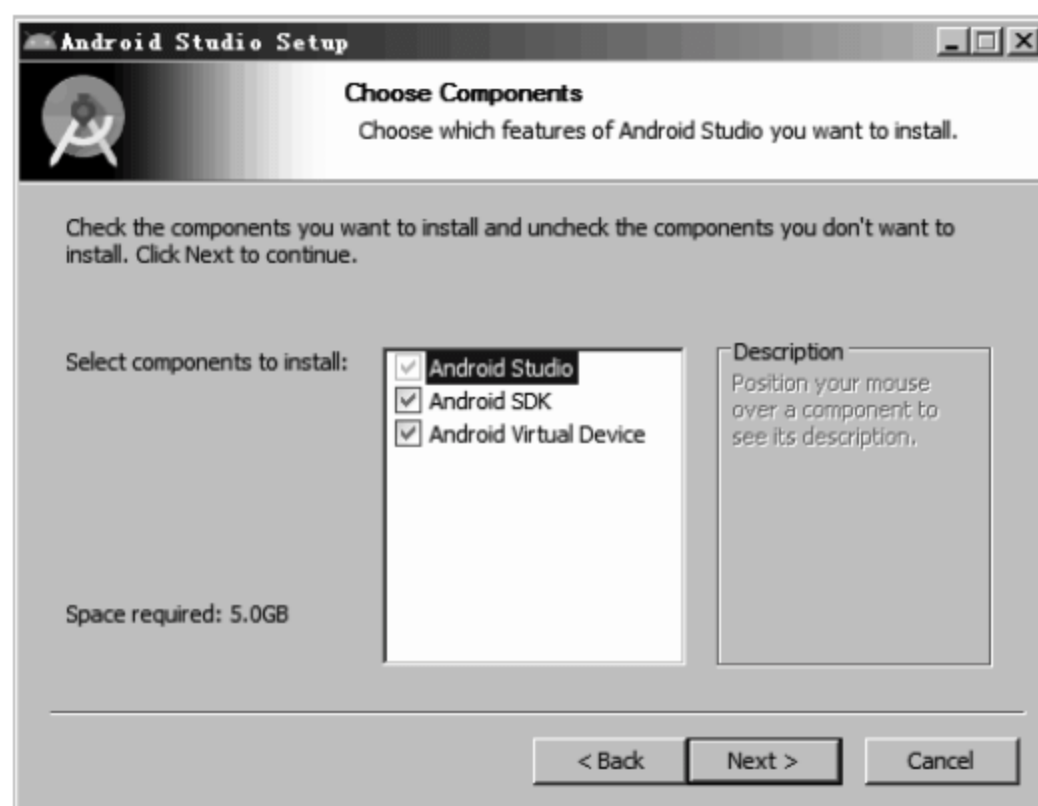 Android Studio Setup
Choose Components
Choose which features of Android Studio you want to install.
Check the components you want to install and uncheck the components you don't want to
install. Click Next to continue.
Select components to install:
Android Studio
Android SDK
Android Virtual Device
Description
Position your mouse
over a component to
see its description.
Space required: 5.0GB
< Back
Next >
Cancel